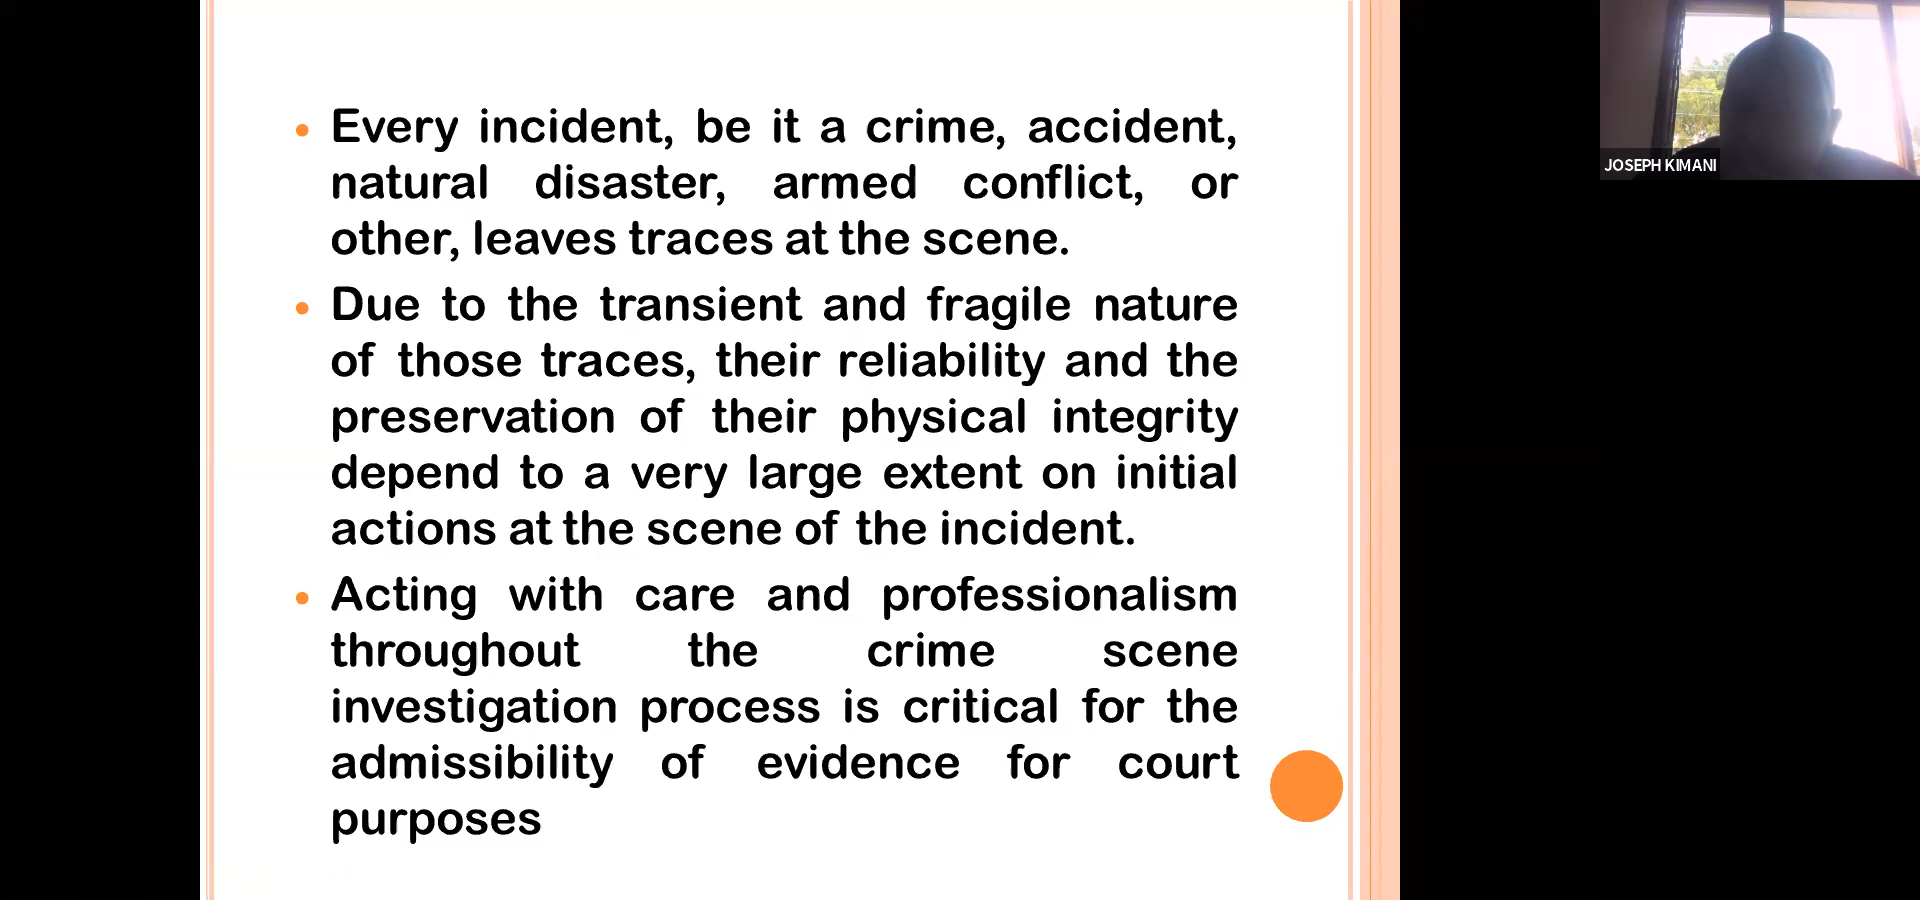 Every incident, be it a crime, accident,
natural disaster, armed conflict, or
other, leaves traces at the scene.
Due to the transient and fragile nature
of those traces, their reliability and the
preservation of their physical integrity
depend to a very large extent on initial
actions at the scene of the incident.
Acting with care and professionalism
throughout the crime scene
investigation process is critical for the
admissibility of evidence for court
purposes
JOSEPH KIMANI